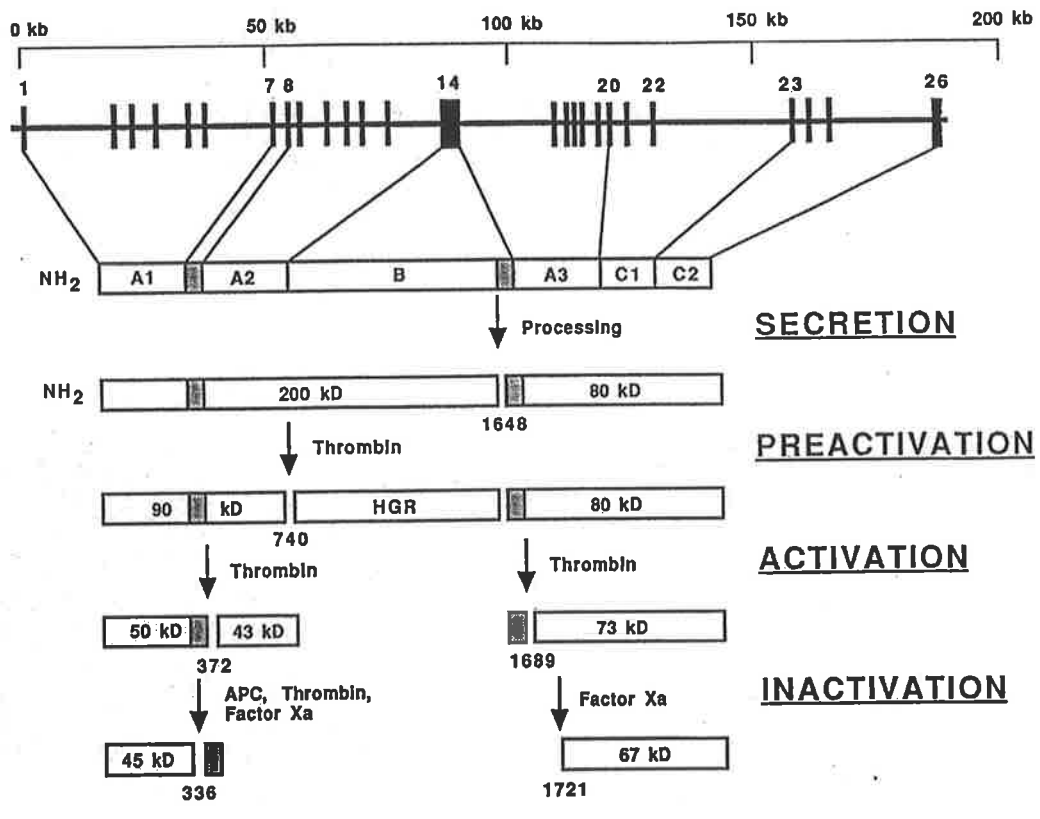 0 kb 50 kb 100 kb 150 kb 200 kb
1 7 8 14 20 22 23 26
NH2 A1 A2 B A3 C1 C2
Processing
SECRETION
NH2 200 kD 80 kD
1648
Thrombin
PREACTIVATION
90 kD HGR 80 kD
740
Thrombin Thrombin
ACTIVATION
50 kD 43 kD 73 kD
372 1689
APC, Thrombin,
Factor Xa
Factor Xa
INACTIVATION
45 kD 67 kD
336 1721